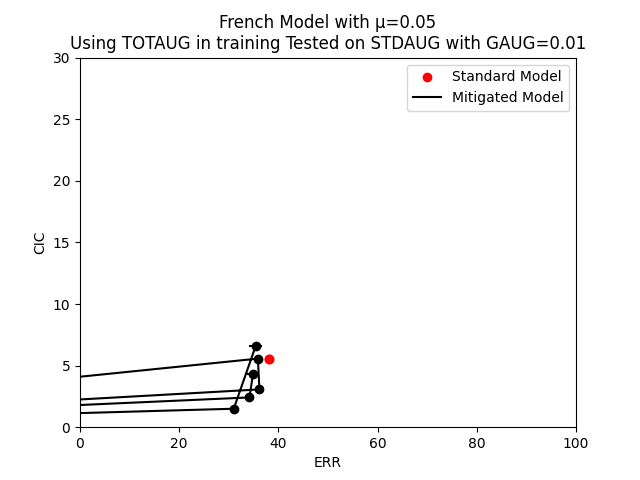 French Model with μ=0.05
Using TOTAUG in training Tested on STDAUG with GAUG=0.01
Standard Model
Mitigated Model
30
25
20
15
10
5
0
CIC
0 20 40 60 80 100
ERR